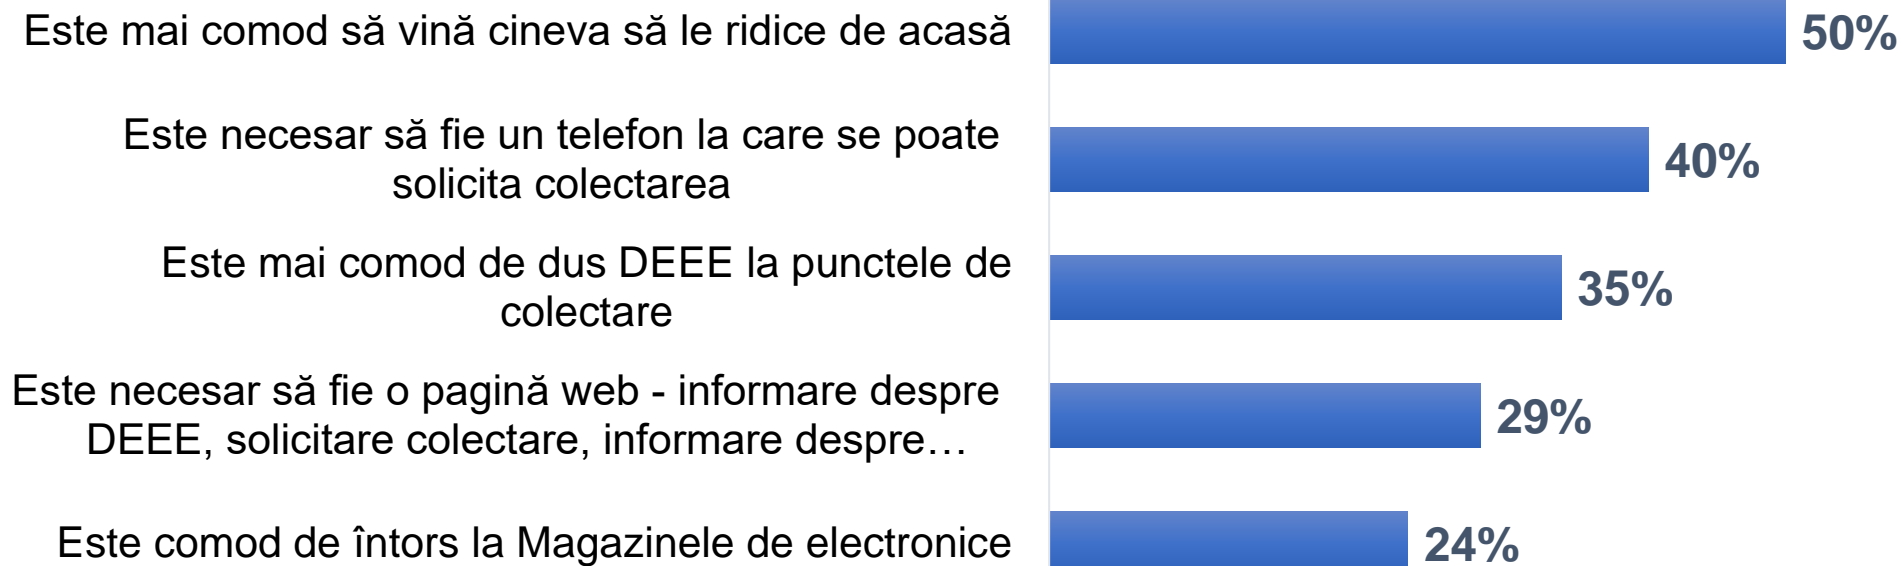 Este mai comod să vină cineva să le ridice de acasă
50%
Este necesar să fie un telefon la care se poate
solicita colectarea
40%
Este mai comod de dus DEEE la punctele de
colectare
35%
Este necesar să fie o pagină web - informare despre
DEEE, solicitare colectare, informare despre…
29%
Este comod de întors la Magazinele de electronice
24%